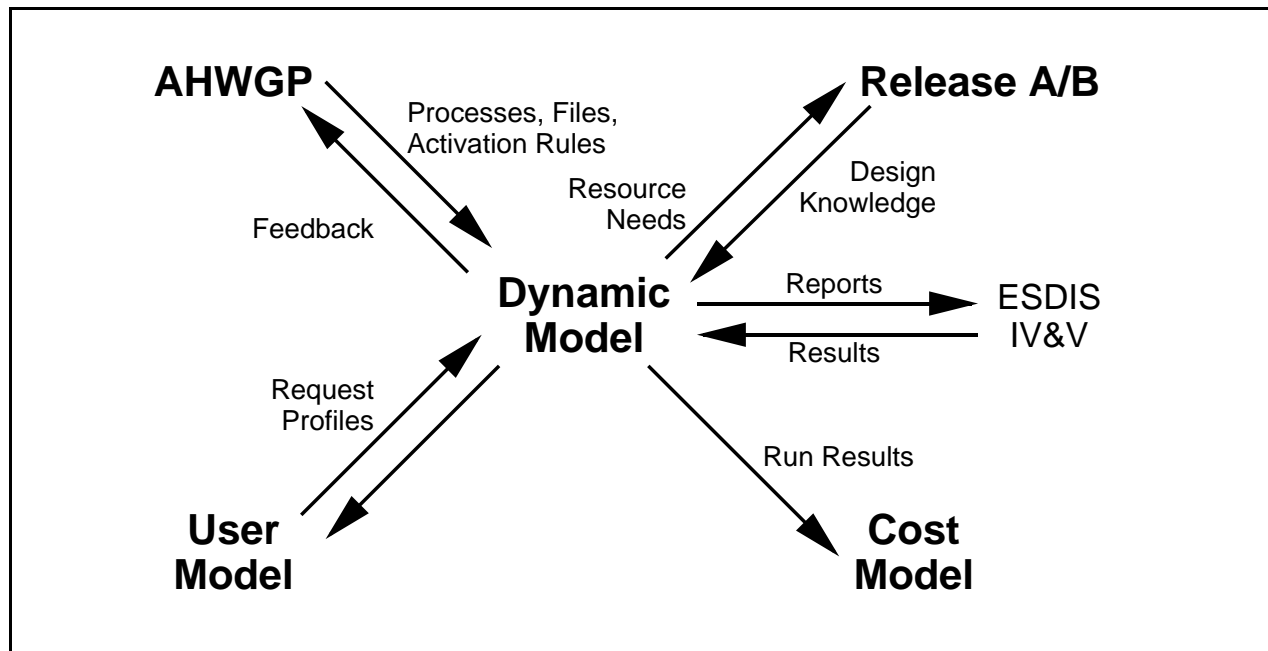 AHWGP
Release A/B
Processes, Files,
Activation Rules
Design
Knowledge
Resource
Needs
Feedback
Dynamic
Model
Reports
ESDIS
IV&V
Results
Request
Profiles
Run Results
User
Model
Cost
Model